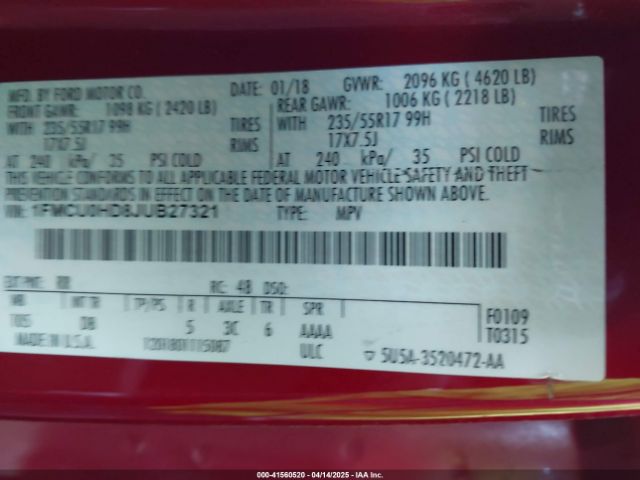 MFD. BY FORD MOTOR CO. DATE: 01/18 GVWR: 2096 KG ( 4620 LB)
FRONT GAWR: 1098 KG ( 2420 LB) REAR GAWR: 1006 KG ( 2218 LB)
WITH 235/55R17 99H TIRES WITH 235/55R17 99H TIRES
17X7.5J RIMS 17X7.5J RIMS
AT 240 kPa/ 35 PSI COLD AT 240 kPa/ 35 PSI COLD
THIS VEHICLE CONFORMS TO ALL APPLICABLE FEDERAL MOTOR VEHICLE SAFETY AND THEFT
PREVENTION STANDARDS IN EFFECT ON THE DATE OF MANUFACTURE SHOWN ABOVE.
VIN: 1FMCU0HD8JUB27321 TYPE: MPV
EXT PNT: RR RC: 48 DSO:
WB INT TR TP/PS R AXLE TR SPR F0109
105 DB 5 3C 6 AAAA T0315
MADE IN U.S.A. ULC 5U5A-3520472-AA
000-41560520 - 04/14/2025 - IAA Inc.